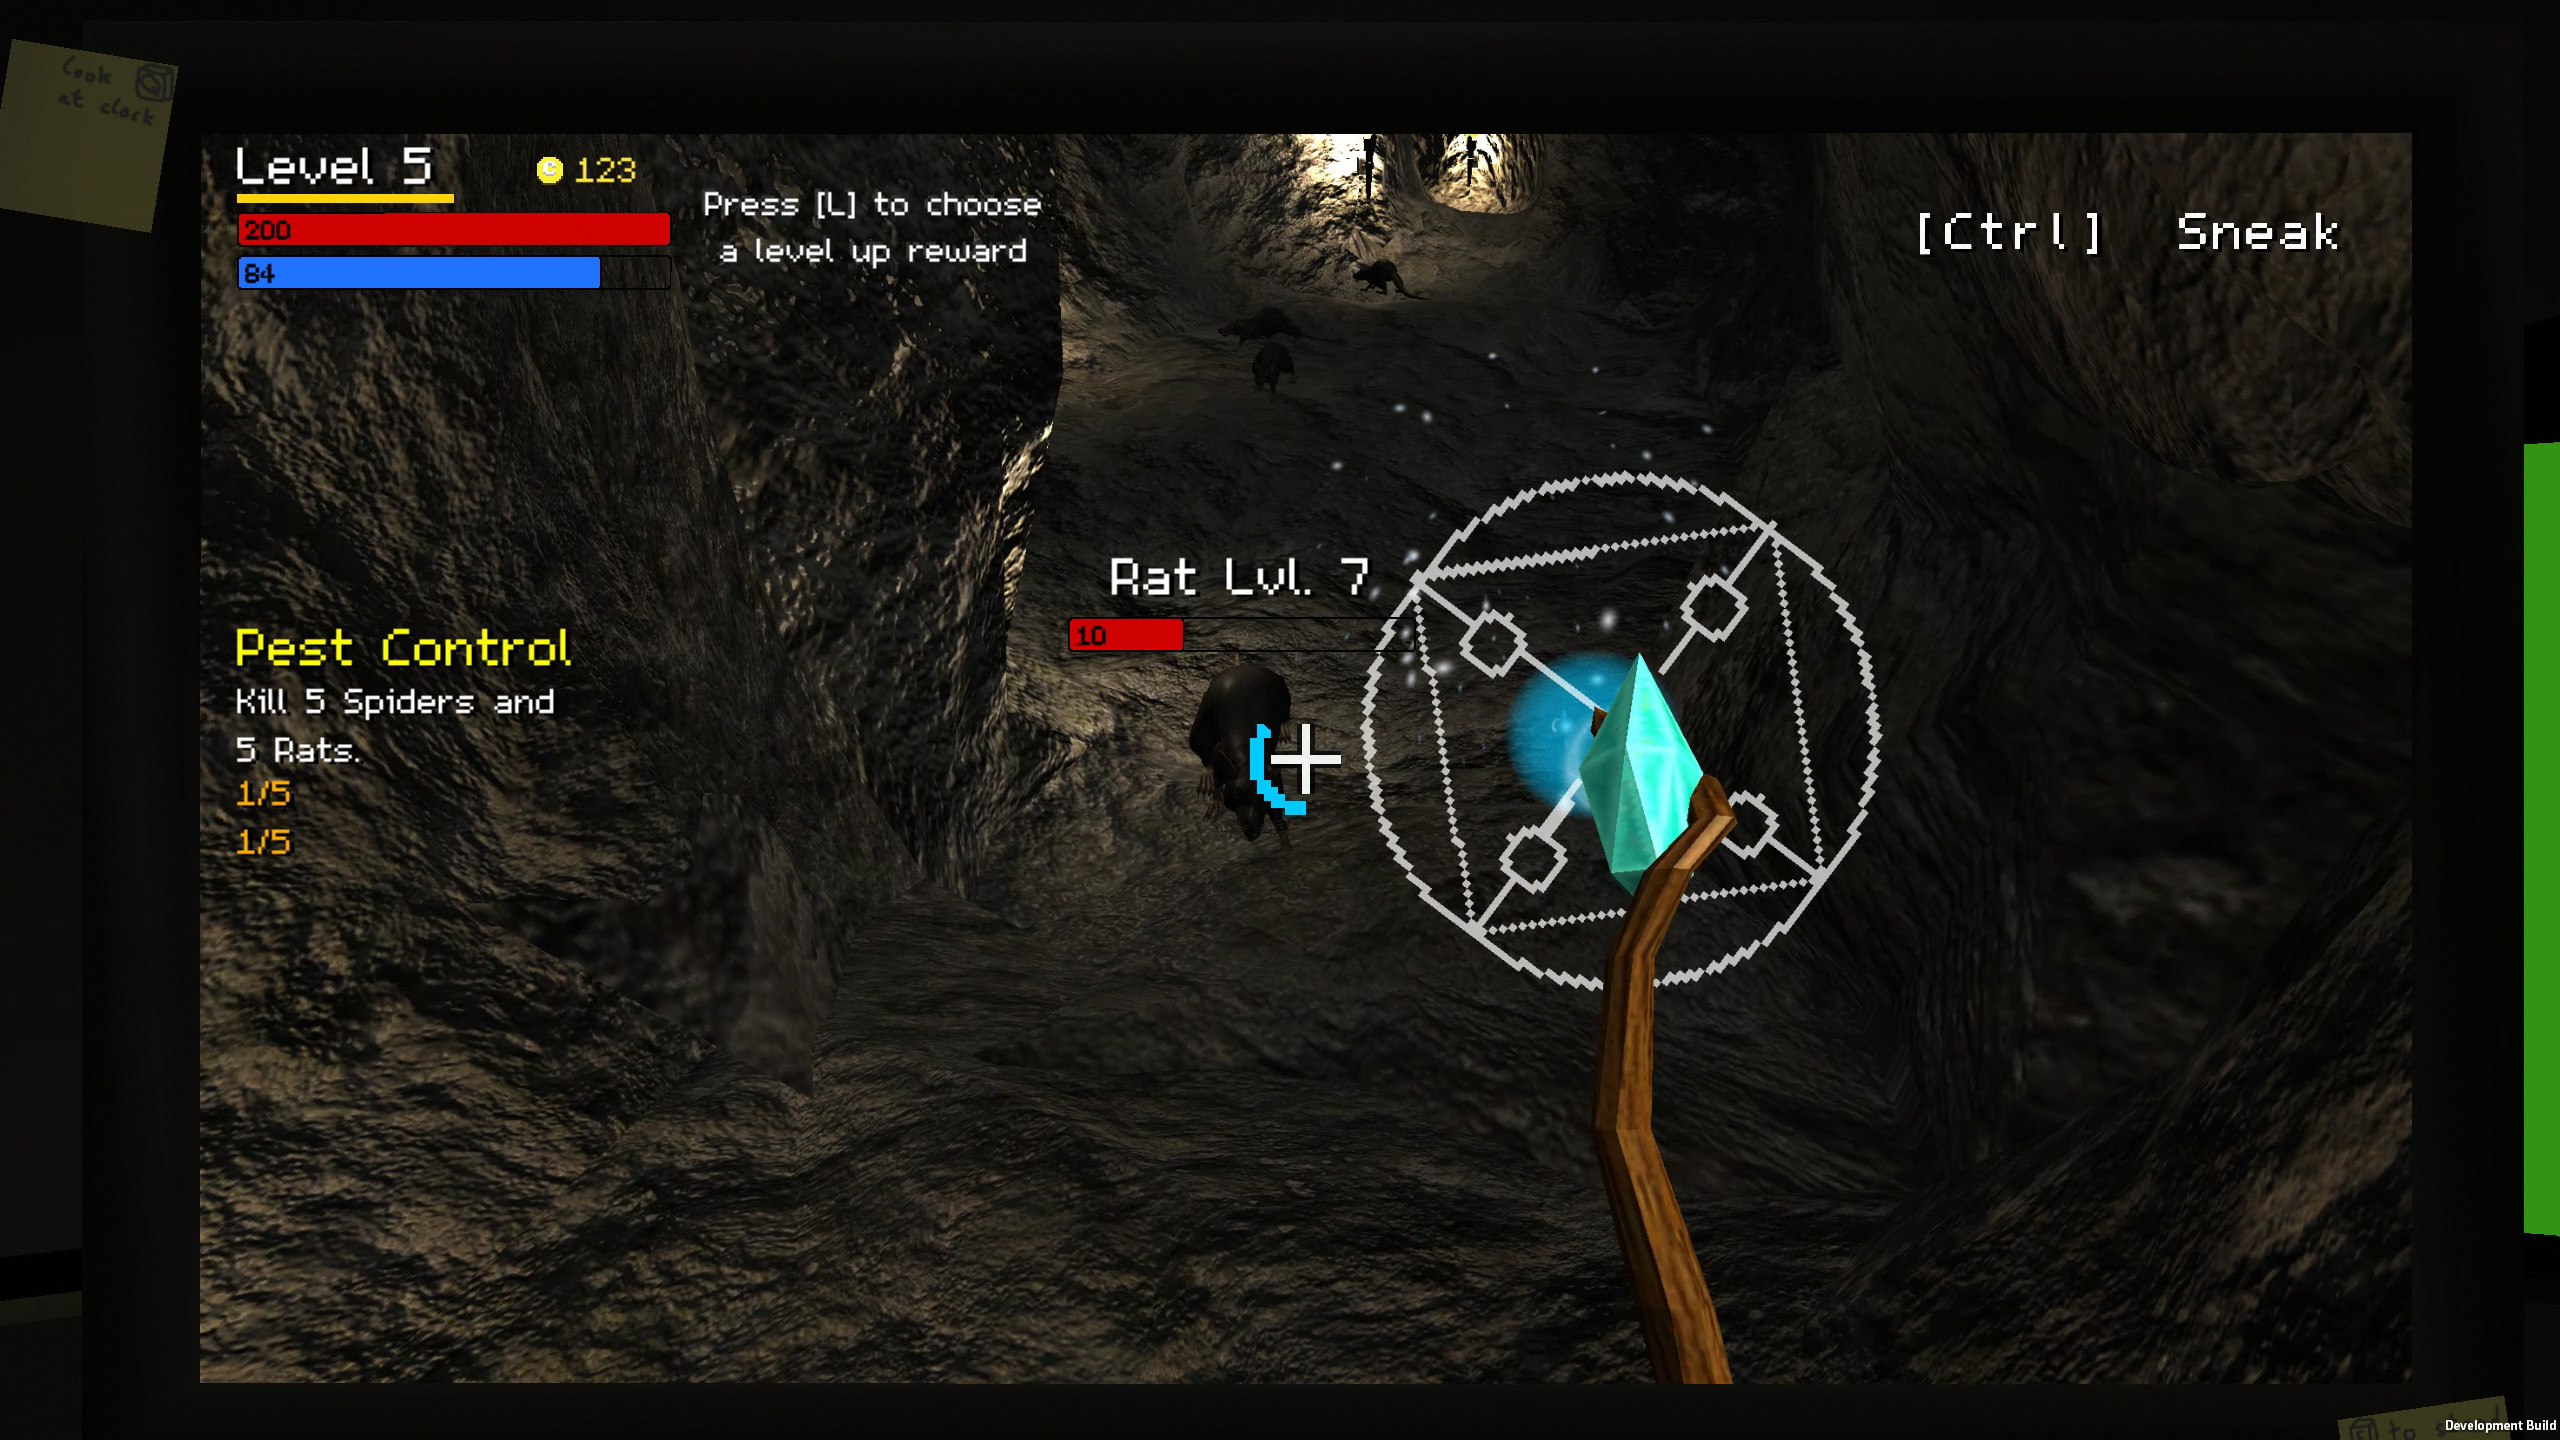 Look
at clock
Level 5
C 123
200
84
Press [L] to choose
a level up reward
[Ctrl] Sneak
Rat Lvl. 7
10
Pest Control
Kill 5 Spiders and
5 Rats.
1/5
1/5
to
Development Build